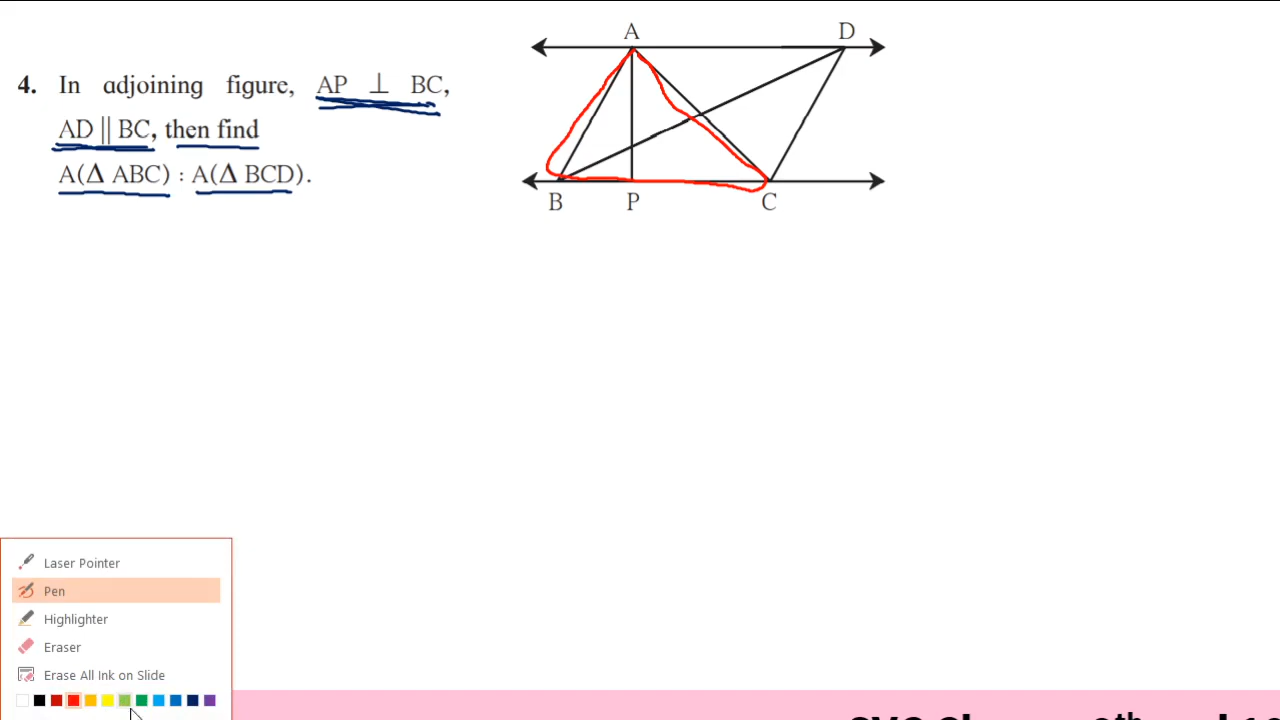 4. In adjoining figure, AP ⊥ BC,
AD || BC, then find
A(Δ ABC) : A(Δ BCD).
A
D
B
P
C
Laser Pointer
Pen
Highlighter
Eraser
Erase All Ink on Slide